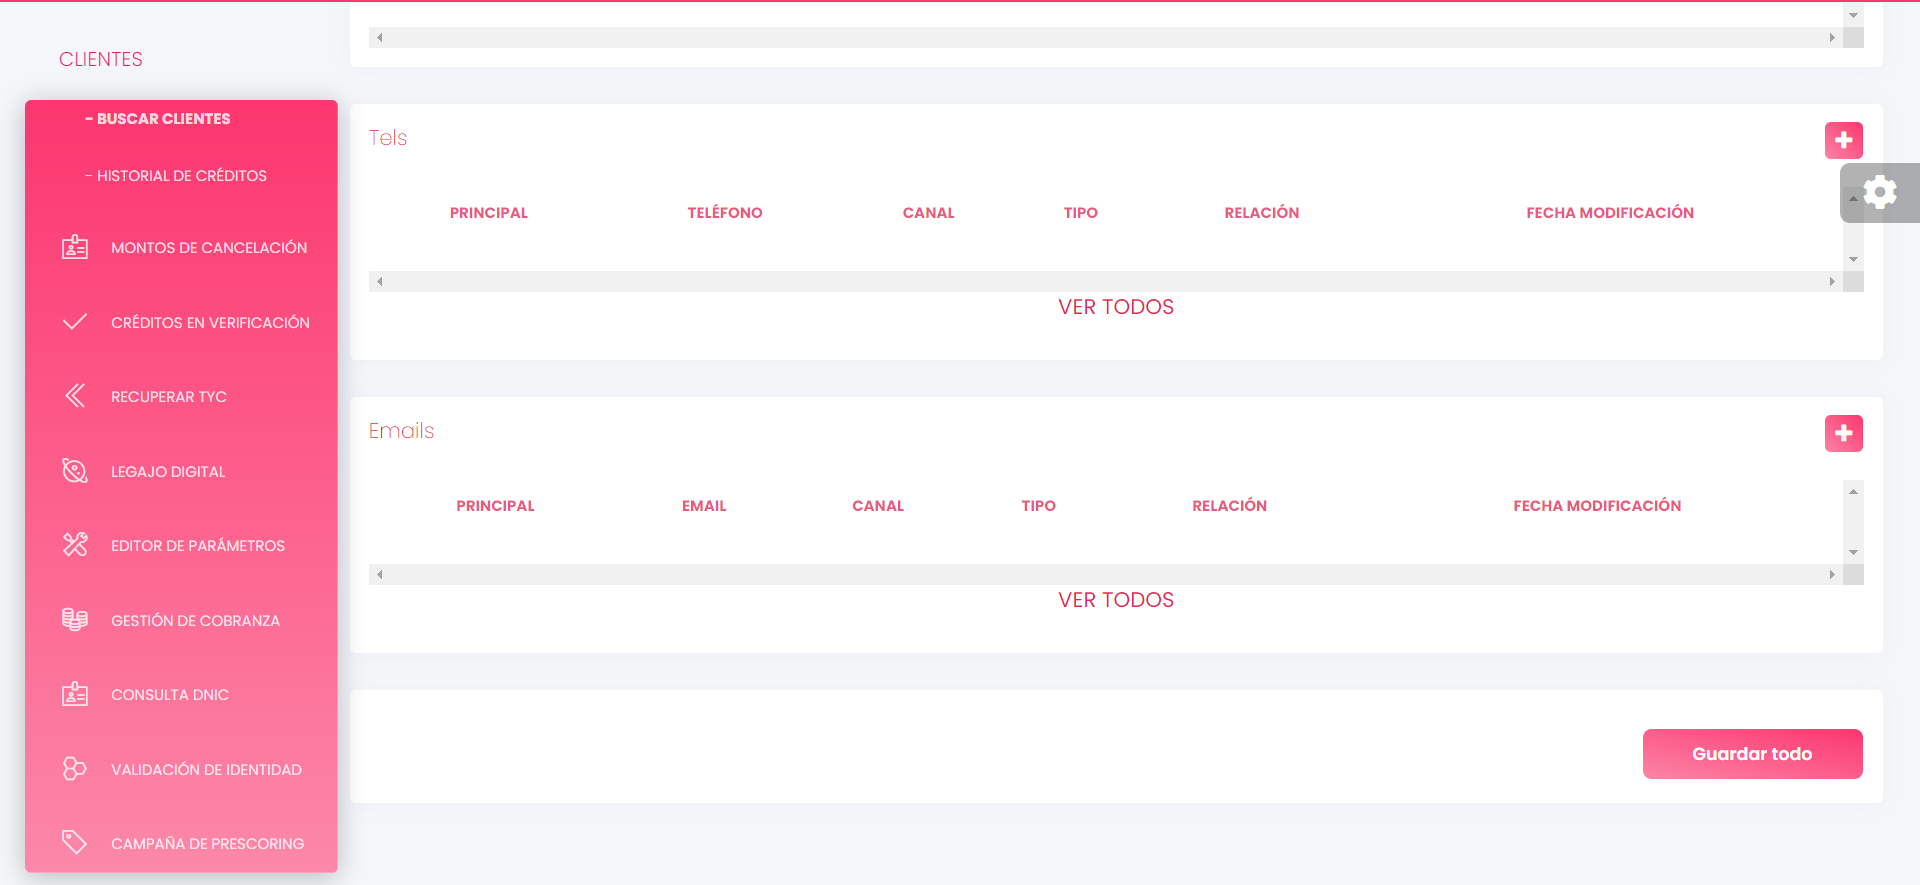 CLIENTES
- BUSCAR CLIENTES
- HISTORIAL DE CRÉDITOS
MONTOS DE CANCELACIÓN
CRÉDITOS EN VERIFICACIÓN
RECUPERAR TYC
LEGAJO DIGITAL
EDITOR DE PARÁMETROS
GESTIÓN DE COBRANZA
CONSULTA DNIC
VALIDACIÓN DE IDENTIDAD
CAMPAÑA DE PRESCORING
Tels
PRINCIPAL TELÉFONO CANAL TIPO RELACIÓN FECHA MODIFICACIÓN
VER TODOS
Emails
PRINCIPAL EMAIL CANAL TIPO RELACIÓN FECHA MODIFICACIÓN
VER TODOS
Guardar todo